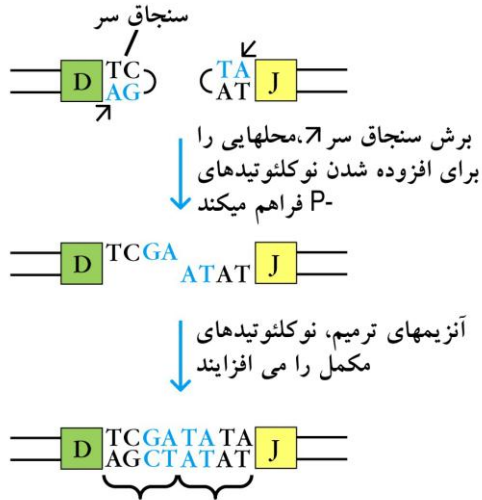 سنجاق سر
D TC TA J
AG AT
برش سنجاق سر ↗،محلهایی را
برای افزوده شدن نوکلئوتیدهای
P- فراهم میکند
D TCGA J
ATAT
آنزیمهای ترمیم، نوکلئوتیدهای
مکمل را می افزایند
D TCGATATA J
AGCTATAT